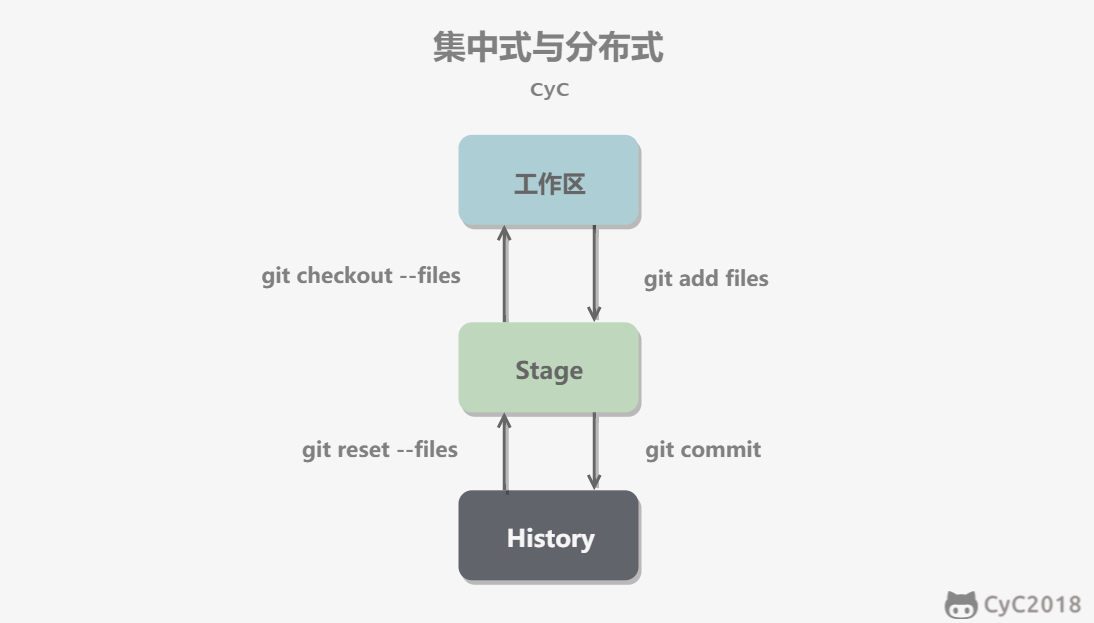 集中式与分布式
CyC
工作区
git checkout --files
git add files
Stage
git reset --files
git commit
History
CyC2018